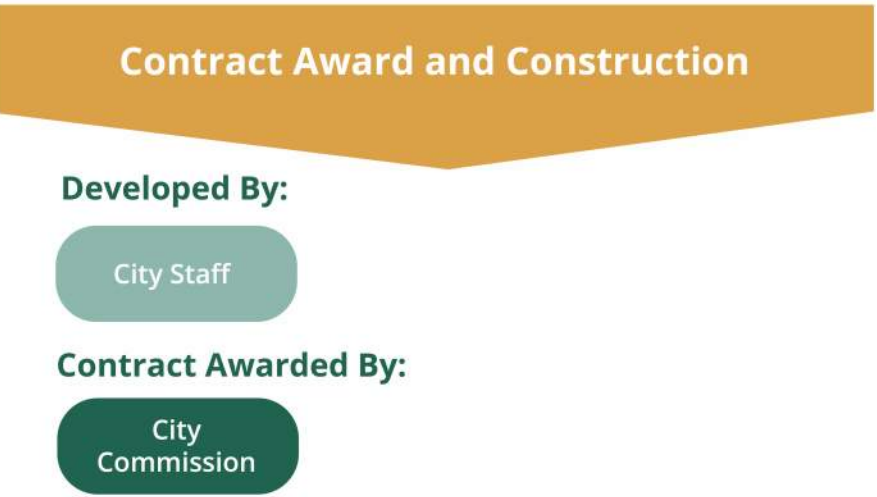 Contract Award and Construction
Developed By:
City Staff
Contract Awarded By:
City
Commission